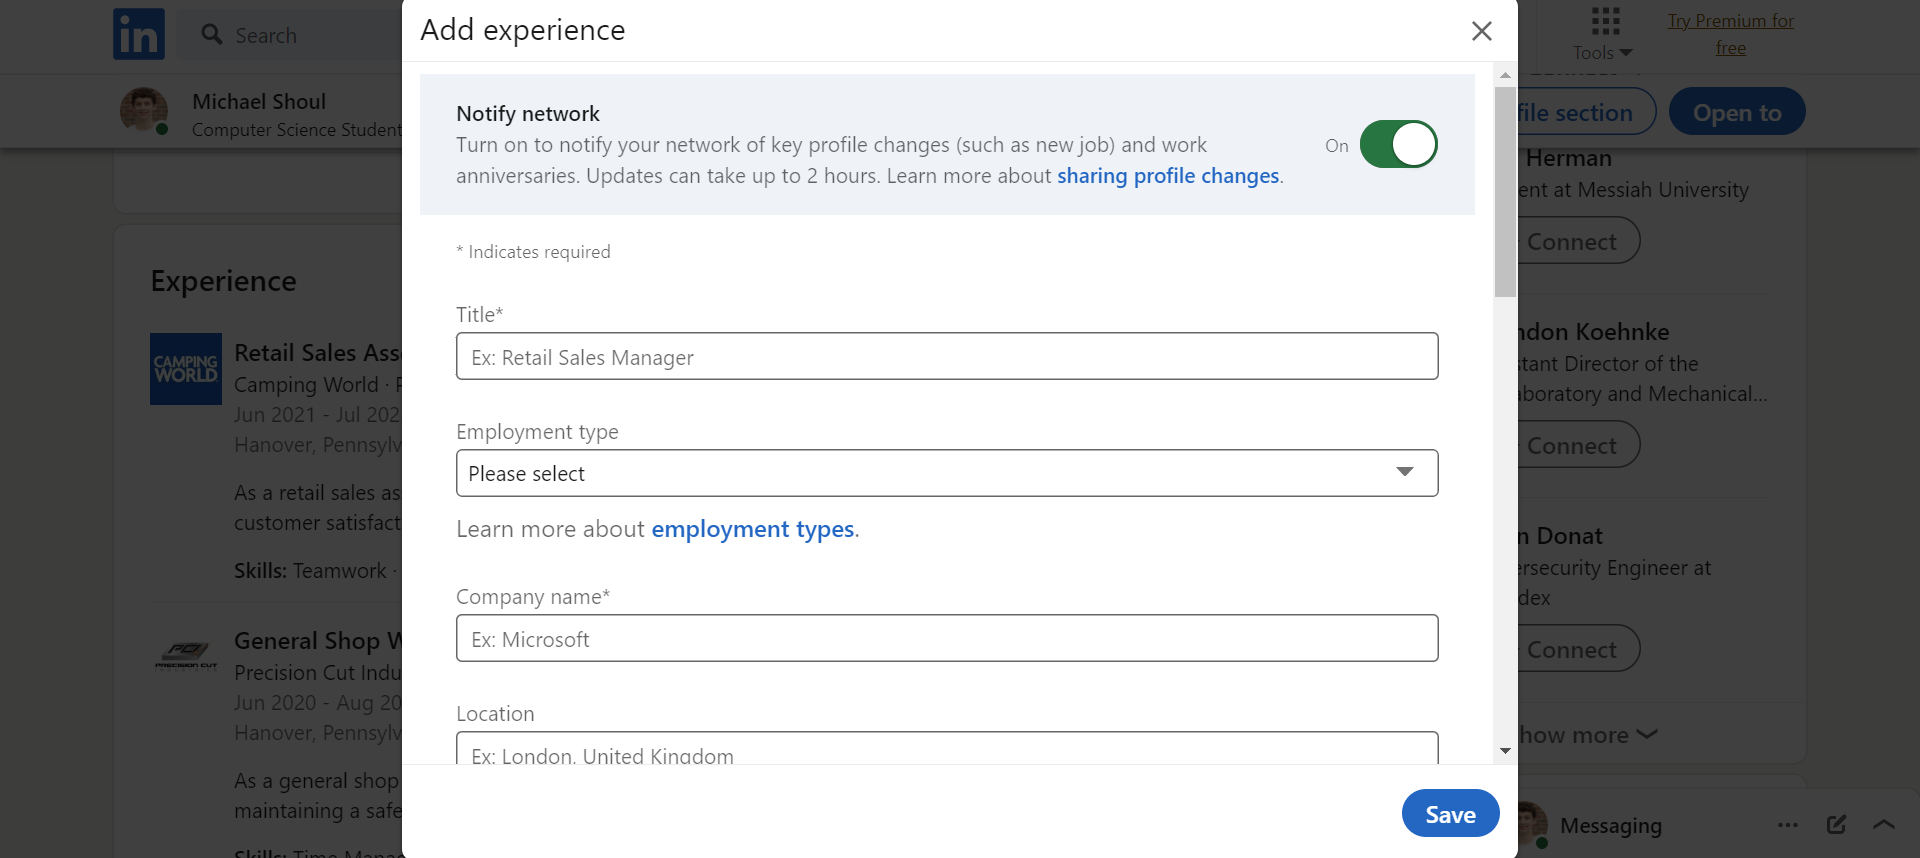 in
Search
Tools
Try Premium for
free
Michael Shoul
Computer Science Student
file section
Open to
Add experience
Notify network
Turn on to notify your network of key profile changes (such as new job) and work
anniversaries. Updates can take up to 2 hours. Learn more about sharing profile changes.
On
* Indicates required
Title*
Ex: Retail Sales Manager
Employment type
Please select
Learn more about employment types.
Company name*
Ex: Microsoft
Location
Ex: London, United Kingdom
Save
Experience
CAMPING
WORLD
Retail Sales Ass
Camping World ·
Jun 2021 - Jul 202
Hanover, Pennsylv
As a retail sales as
customer satisfact
Skills: Teamwork ·
PCI
PRECISION CUT
INDUSTRIES
General Shop W
Precision Cut Indu
Jun 2020 - Aug 20
Hanover, Pennsylv
As a general shop
maintaining a safe
Skills: Time Mana
Herman
ent at Messiah University
Connect
ndon Koehnke
stant Director of the
aboratory and Mechanical...
Connect
n Donat
ersecurity Engineer at
dex
Connect
how more
Messaging